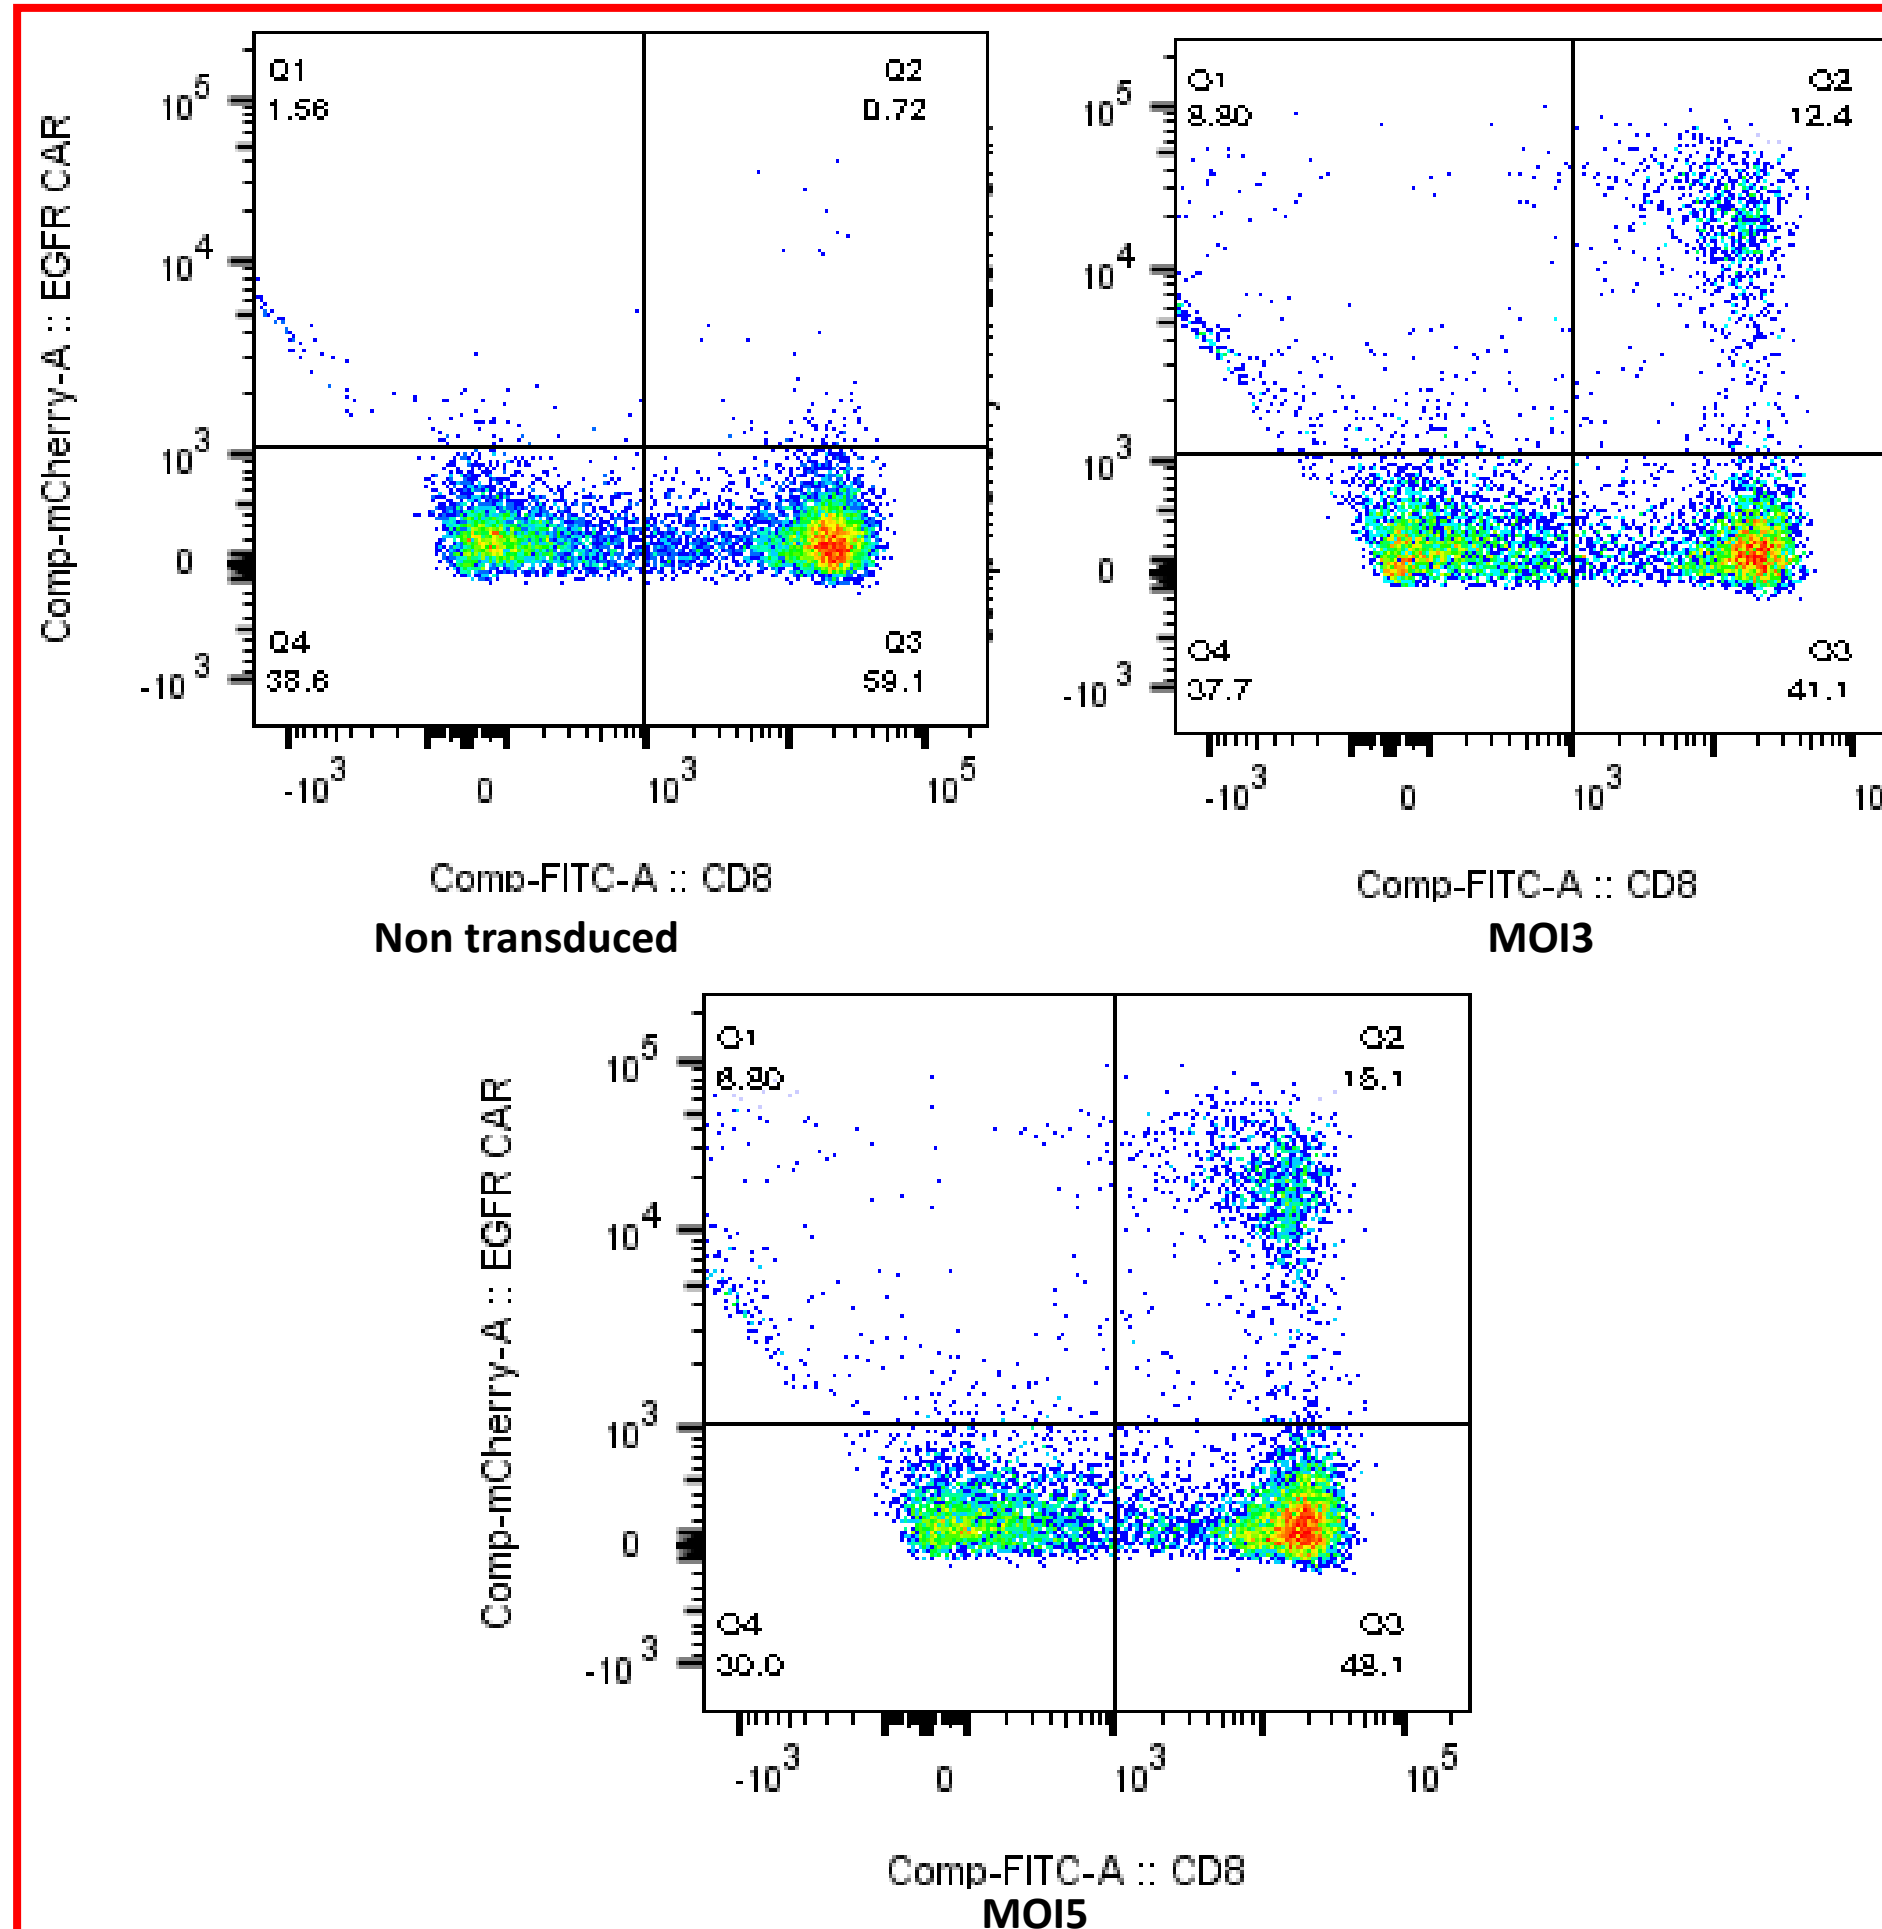 Comp-mCherry-A :: EGFR CAR
Q1
1.56
Q2
0.72
Q4
38.6
Q3
59.1
10^5
10^4
10^3
0
-10^3
-10^3 0 10^3 10^5
Comp-FITC-A :: CD8
Non transduced
Q1
8.80
Q2
12.4
Q4
37.7
Q3
41.1
10^5
10^4
10^3
0
-10^3
-10^3 0 10^3 10
Comp-FITC-A :: CD8
MOI3
Comp-mCherry-A :: EGFR CAR
Q1
Q2
Q4
30.0
Q3
48.1
10^5
10^4
10^3
0
-10^3
-10^3 0 10^3 10^5
Comp-FITC-A :: CD8
MOI5